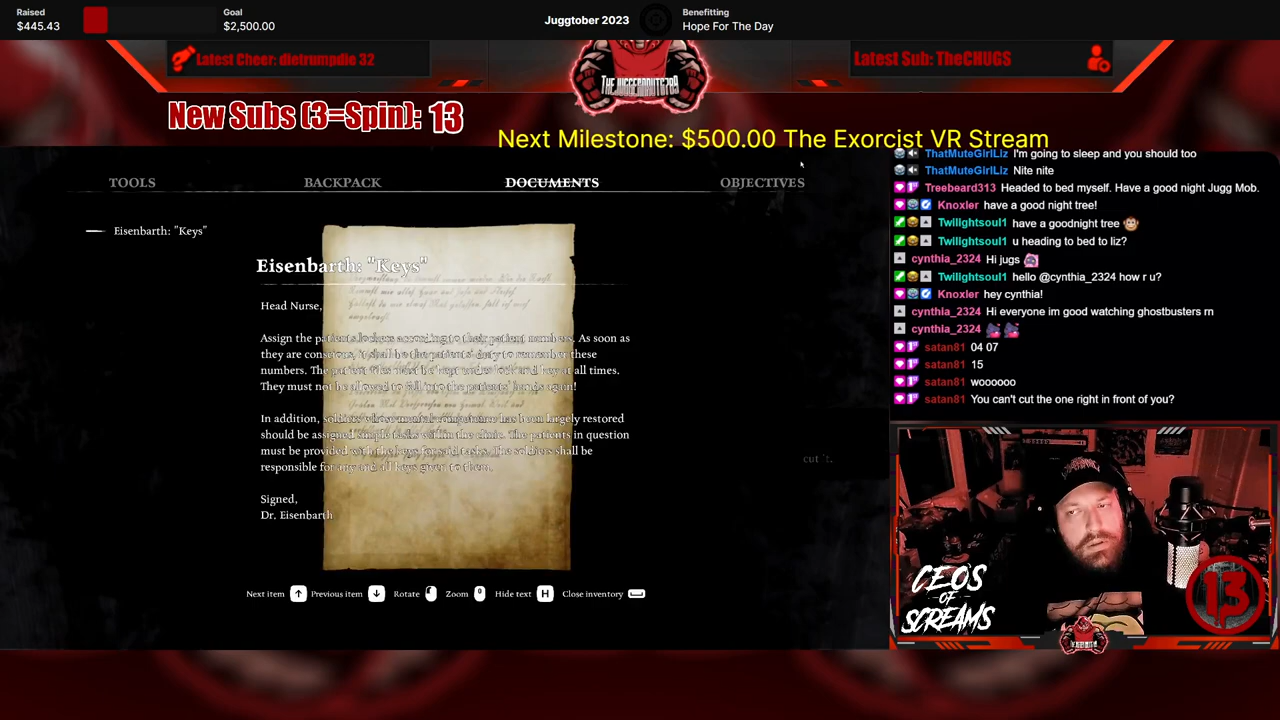 Raised
$445.43
Goal
$2,500.00
Juggtober 2023
Benefitting
Hope For The Day
Latest Cheer: dietrumpdie 32
THEJUGGERNAUT6789
Latest Sub: TheCHUGS
New Subs (3=Spin): 13
Next Milestone: $500.00 The Exorcist VR Stream
TOOLS
BACKPACK
DOCUMENTS
OBJECTIVES
Eisenbarth: "Keys"
Eisenbarth: "Keys"
Head Nurse,
Assign the patients lockers according to their patient numbers. As soon as
they are conscious, it shall be the patients' duty to remember these
numbers. The patient files must be kept under lock and key at all times.
They must not be allowed to fall into the patients' hands again!
In addition, soldiers whose mental competence has been largely restored
should be assigned simple tasks within the clinic. The patients in question
must be provided with the keys for said tasks. The soldiers shall be
responsible for any and all keys given to them.
Signed,
Dr. Eisenbarth
cut it.
Next item
Previous item
Rotate
Zoom
Hide text H
Close inventory
ThatMuteGirlLiz I'm going to sleep and you should too
ThatMuteGirlLiz Nite nite
Treebeard313 Headed to bed myself. Have a good night Jugg Mob.
Knoxler have a good night tree!
Twilightsoul1 have a goodnight tree
Twilightsoul1 u heading to bed to liz?
cynthia_2324 Hi jugs
Twilightsoul1 hello @cynthia_2324 how r u?
Knoxler hey cynthia!
cynthia_2324 Hi everyone im good watching ghostbusters rn
cynthia_2324
satan81 04 07
satan81 15
satan81 woooooo
satan81 You can't cut the one right in front of you?
CEOS
OF
SCREAMS
13